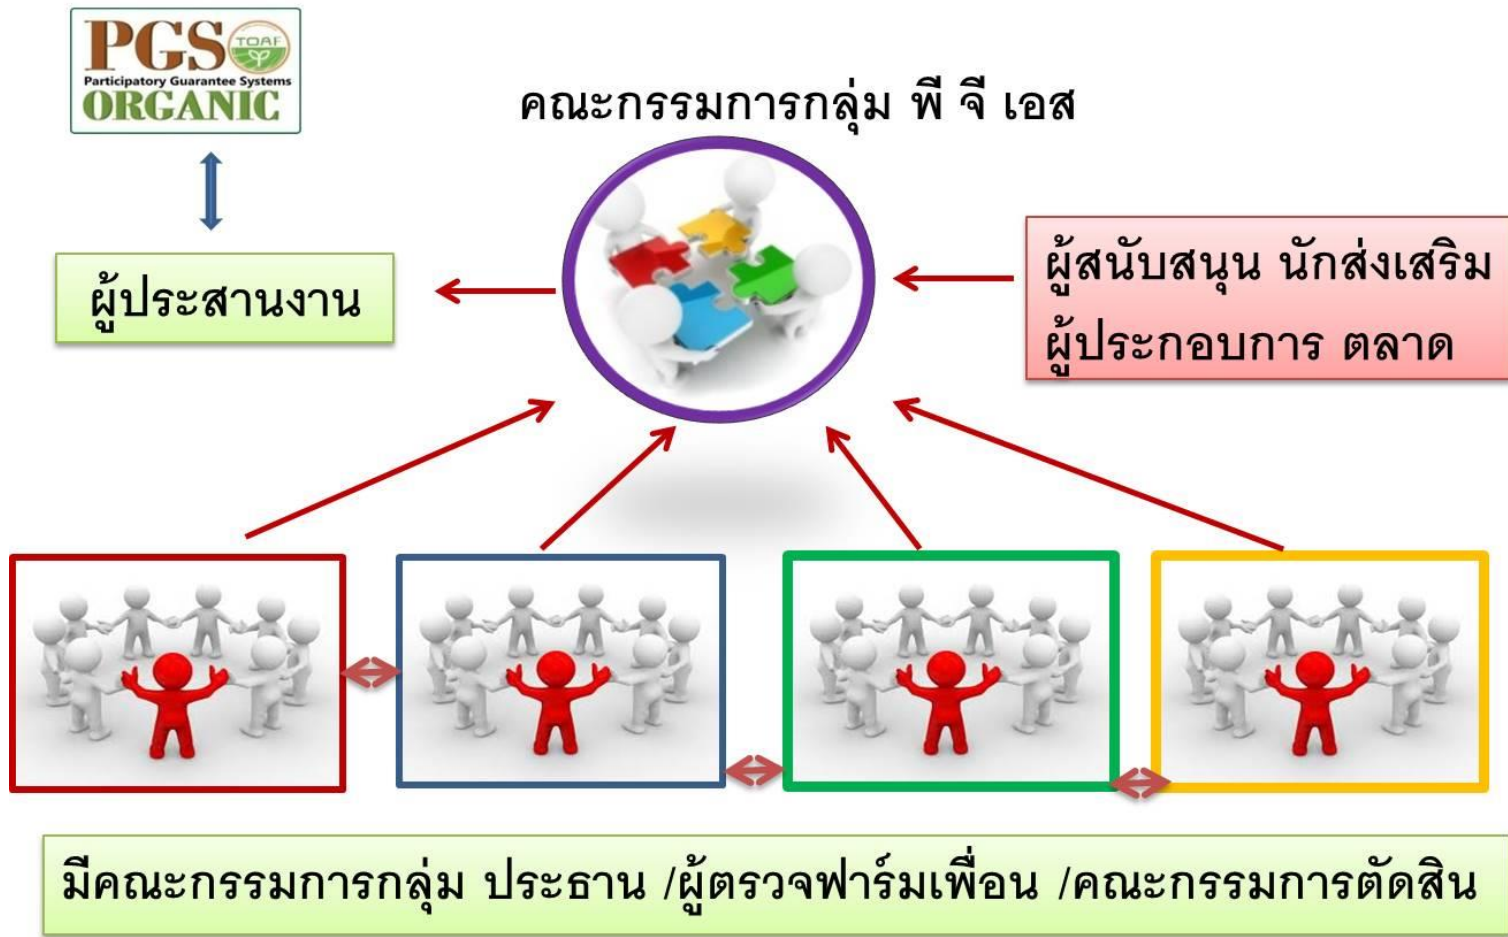 PGS
TOAF
Participatory Guarantee Systems
ORGANIC
คณะกรรมการกลุ่ม พี จี เอส
ผู้ประสานงาน
ผู้สนับสนุน นักส่งเสริม
ผู้ประกอบการ ตลาด
มีคณะกรรมการกลุ่ม ประธาน /ผู้ตรวจฟาร์มเพื่อน /คณะกรรมการตัดสิน